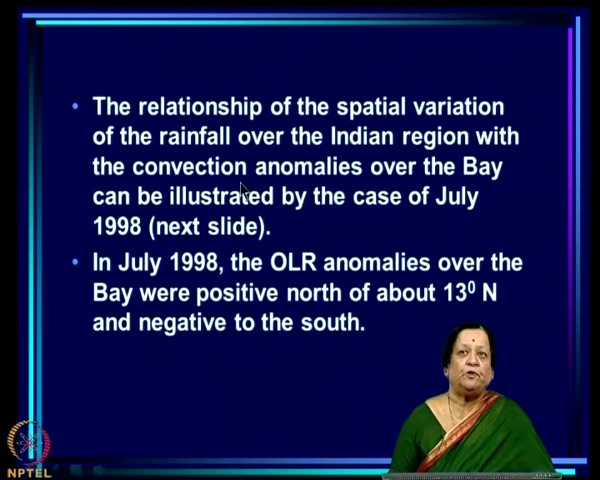 • The relationship of the spatial variation
of the rainfall over the Indian region with
the convection anomalies over the Bay
can be illustrated by the case of July
1998 (next slide).
• In July 1998, the OLR anomalies over the
Bay were positive north of about 13⁰ N
and negative to the south.
NPTEL